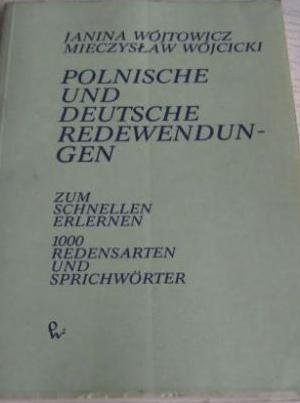 JANINA WÓJTOWICZ
MIECZYSŁAW WÓJCICKI
POLNISCHE
UND
DEUTSCHE
REDEWENDUN-
GEN
ZUM
SCHNELLEN
ERLERNEN
1000
REDENSARTEN
UND
SPRICHWÖRTER